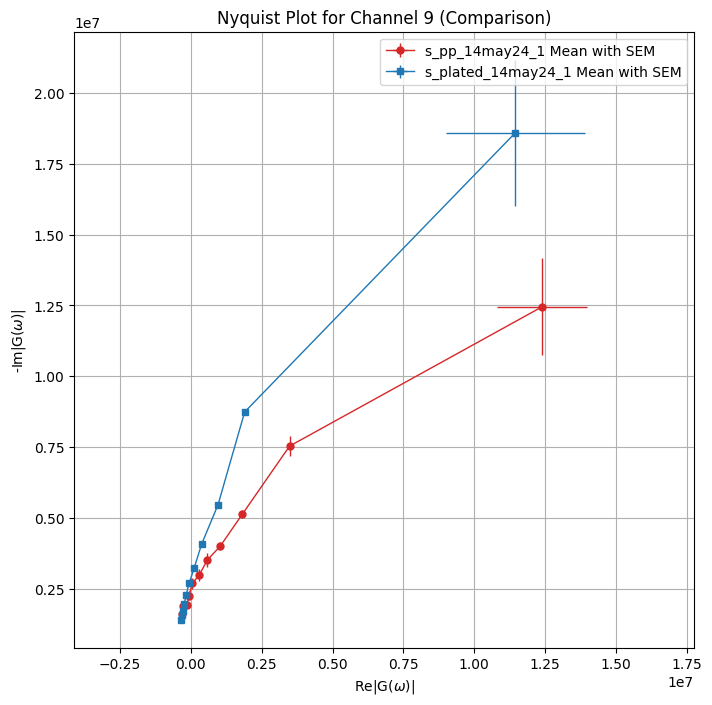 Nyquist Plot for Channel 9 (Comparison)
1e7
s_pp_14may24_1 Mean with SEM
s_plated_14may24_1 Mean with SEM
2.00
1.75
1.50
1.25
1.00
0.75
0.50
0.25
-Im|G(ω)|
−0.25 0.00 0.25 0.50 0.75 1.00 1.25 1.50 1.75
1e7
Re|G(ω)|